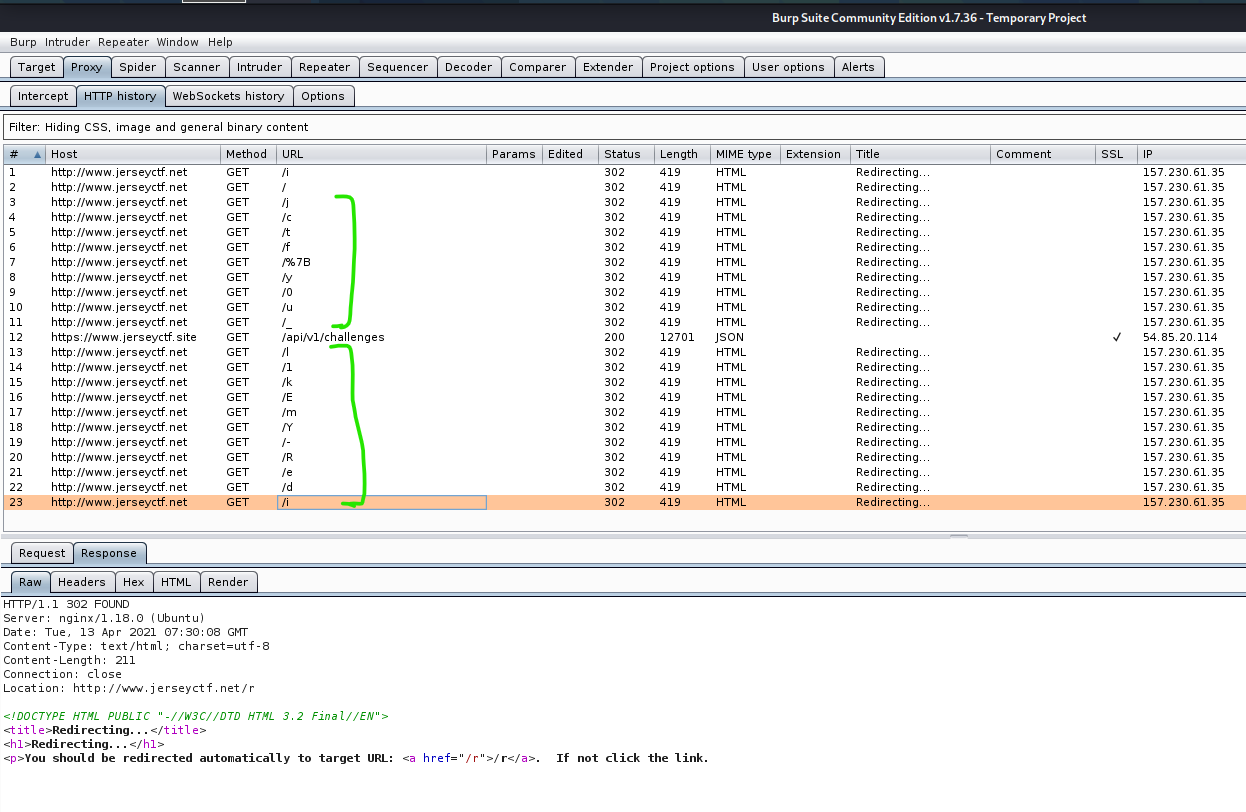 Burp Suite Community Edition v1.7.36 - Temporary Project
Burp Intruder Repeater Window Help
Target Proxy Spider Scanner Intruder Repeater Sequencer Decoder Comparer Extender Project options User options Alerts
Intercept HTTP history WebSockets history Options
Filter: Hiding CSS, image and general binary content
# Host Method URL Params Edited Status Length MIME type Extension Title Comment SSL IP
1 http://www.jerseyctf.net GET /i 302 419 HTML Redirecting... 157.230.61.35
2 http://www.jerseyctf.net GET / 302 419 HTML Redirecting... 157.230.61.35
3 http://www.jerseyctf.net GET /j 302 419 HTML Redirecting... 157.230.61.35
4 http://www.jerseyctf.net GET /c 302 419 HTML Redirecting... 157.230.61.35
5 http://www.jerseyctf.net GET /t 302 419 HTML Redirecting... 157.230.61.35
6 http://www.jerseyctf.net GET /f 302 419 HTML Redirecting... 157.230.61.35
7 http://www.jerseyctf.net GET /%7B 302 419 HTML Redirecting... 157.230.61.35
8 http://www.jerseyctf.net GET /y 302 419 HTML Redirecting... 157.230.61.35
9 http://www.jerseyctf.net GET /0 302 419 HTML Redirecting... 157.230.61.35
10 http://www.jerseyctf.net GET /u 302 419 HTML Redirecting... 157.230.61.35
11 http://www.jerseyctf.net GET /_ 302 419 HTML Redirecting... 157.230.61.35
12 https://www.jerseyctf.site GET /api/v1/challenges 200 12701 JSON ✓ 54.85.20.114
13 http://www.jerseyctf.net GET /l 302 419 HTML Redirecting... 157.230.61.35
14 http://www.jerseyctf.net GET /1 302 419 HTML Redirecting... 157.230.61.35
15 http://www.jerseyctf.net GET /k 302 419 HTML Redirecting... 157.230.61.35
16 http://www.jerseyctf.net GET /E 302 419 HTML Redirecting... 157.230.61.35
17 http://www.jerseyctf.net GET /m 302 419 HTML Redirecting... 157.230.61.35
18 http://www.jerseyctf.net GET /Y 302 419 HTML Redirecting... 157.230.61.35
19 http://www.jerseyctf.net GET /- 302 419 HTML Redirecting... 157.230.61.35
20 http://www.jerseyctf.net GET /R 302 419 HTML Redirecting... 157.230.61.35
21 http://www.jerseyctf.net GET /e 302 419 HTML Redirecting... 157.230.61.35
22 http://www.jerseyctf.net GET /d 302 419 HTML Redirecting... 157.230.61.35
23 http://www.jerseyctf.net GET /i 302 419 HTML Redirecting... 157.230.61.35
Request Response
Raw Headers Hex HTML Render
HTTP/1.1 302 FOUND
Server: nginx/1.18.0 (Ubuntu)
Date: Tue, 13 Apr 2021 07:30:08 GMT
Content-Type: text/html; charset=utf-8
Content-Length: 211
Connection: close
Location: http://www.jerseyctf.net/r
<!DOCTYPE HTML PUBLIC "-//W3C//DTD HTML 3.2 Final//EN">
<title>Redirecting...</title>
<h1>Redirecting...</h1>
<p>You should be redirected automatically to target URL: <a href="/r">/r</a>.  If not click the link.